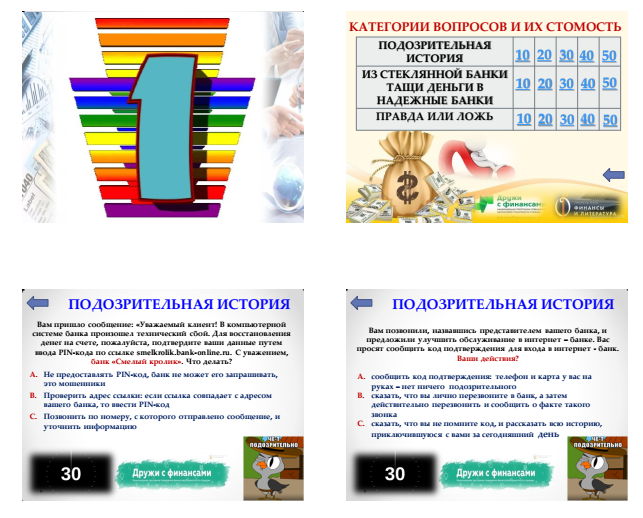 1
КАТЕГОРИИ ВОПРОСОВ И ИХ СТОМОСТЬ
ПОДОЗРИТЕЛЬНАЯ
ИСТОРИЯ
10 20 30 40 50
ИЗ СТЕКЛЯННОЙ БАНКИ
ТАЩИ ДЕНЬГИ В
НАДЕЖНЫЕ БАНКИ
10 20 30 40 50
ПРАВДА ИЛИ ЛОЖЬ
10 20 30 40 50
Дружи
с финансами
ФИНАНСЫ
И ЛИТЕРАТУРА
ПОДОЗРИТЕЛЬНАЯ ИСТОРИЯ
Вам пришло сообщение: «Уважаемый клиент! В компьютерной
системе банка произошел технический сбой. Для восстановления
денег на счете, пожалуйста, подтвердите ваши данные путем
ввода PIN-кода по ссылке smelkrolik.bank-online.ru. С уважением,
банк «Смелый кролик». Что делать?
A. Не предоставлять PIN-код, банк не может его запрашивать,
это мошенники
B. Проверить адрес ссылки: если ссылка совпадает с адресом
вашего банка, то ввести PIN-код
C. Позвонить по номеру, с которого отправлено сообщение, и
уточнить информацию
30
Дружи с финансами
ЧЁ-Т
ПОДОЗРИТЕЛЬНО
ПОДОЗРИТЕЛЬНАЯ ИСТОРИЯ
Вам позвонили, назвавшись представителем вашего банка, и
предложили улучшить обслуживание в интернет – банке. Вас
просят сообщить код подтверждения для входа в интернет - банк.
Ваши действия?
A. сообщить код подтверждения: телефон и карта у вас на
руках – нет ничего подозрительного
B. сказать, что вы лично перезвоните в банк, а затем
действительно перезвонить и сообщить о факте такого
звонка
C. сказать, что вы не помните код, и рассказать всю историю,
приключившуюся с вами за сегодняшний день
30
Дружи с финансами
ЧЁ-Т
ПОДОЗРИТЕЛЬНО